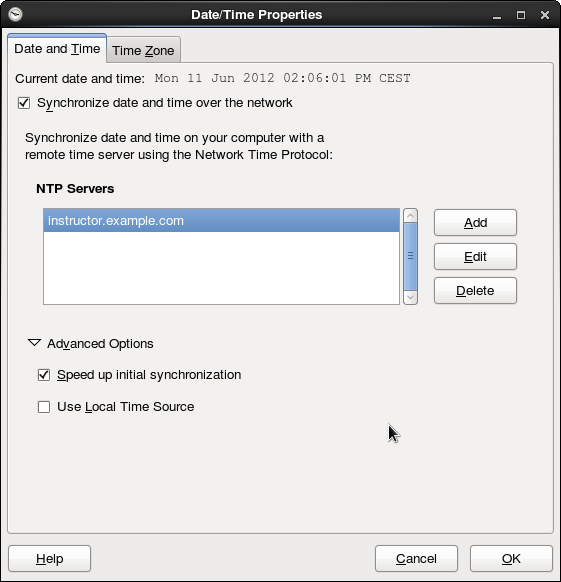 Date/Time Properties
Date and Time
Time Zone
Current date and time: Mon 11 Jun 2012 02:06:01 PM CEST
Synchronize date and time over the network
Synchronize date and time on your computer with a
remote time server using the Network Time Protocol:
NTP Servers
instructor.example.com
Add
Edit
Delete
Advanced Options
Speed up initial synchronization
Use Local Time Source
Help
Cancel
OK